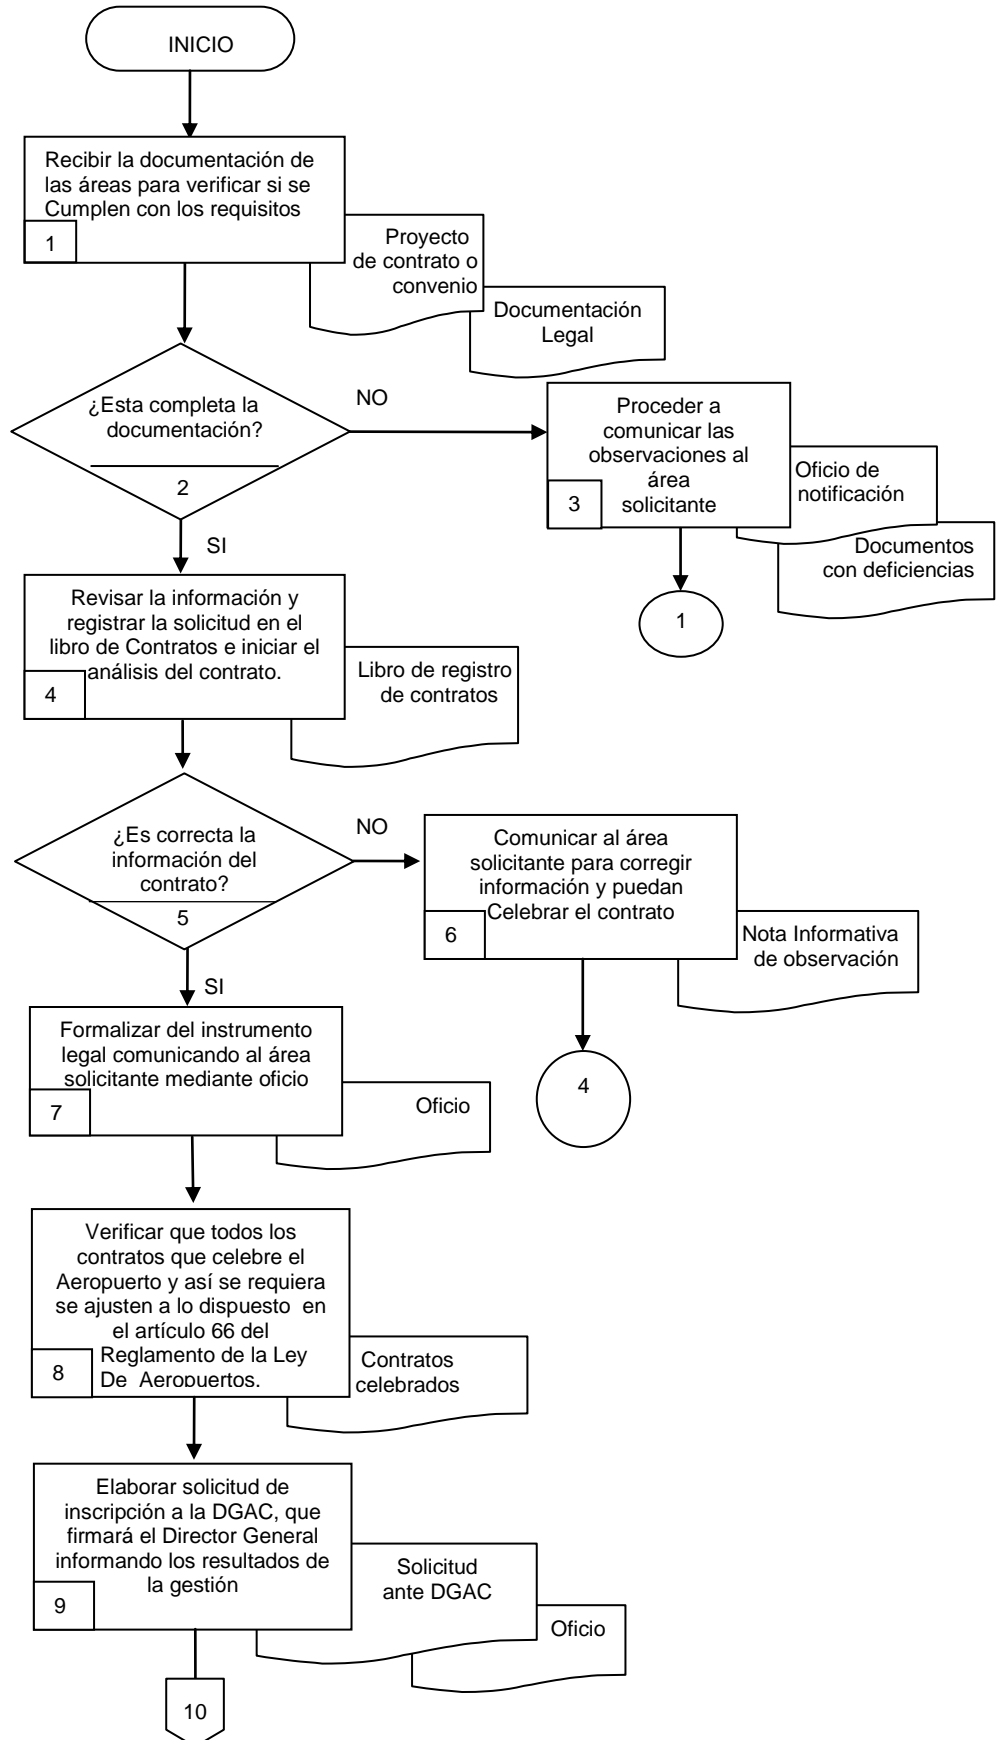 INICIO
Recibir la documentación de
las áreas para verificar si se
Cumplen con los requisitos
1
Proyecto
de contrato o
convenio
Documentación
Legal
¿Esta completa la
documentación?
2
NO
Proceder a
comunicar las
observaciones al
área
solicitante
3
Oficio de
notificación
Documentos
con deficiencias
1
SI
Revisar la información y
registrar la solicitud en el
libro de Contratos e iniciar el
análisis del contrato.
4
Libro de registro
de contratos
¿Es correcta la
información del
contrato?
5
NO
Comunicar al área
solicitante para corregir
información y puedan
Celebrar el contrato
6
Nota Informativa
de observación
4
SI
Formalizar del instrumento
legal comunicando al área
solicitante mediante oficio
7
Oficio
Verificar que todos los
contratos que celebre el
Aeropuerto y así se requiera
se ajusten a lo dispuesto en
el artículo 66 del
Reglamento de la Ley
De Aeropuertos.
8
Contratos
celebrados
Elaborar solicitud de
inscripción a la DGAC, que
firmará el Director General
informando los resultados de
la gestión
9
Solicitud
ante DGAC
Oficio
10